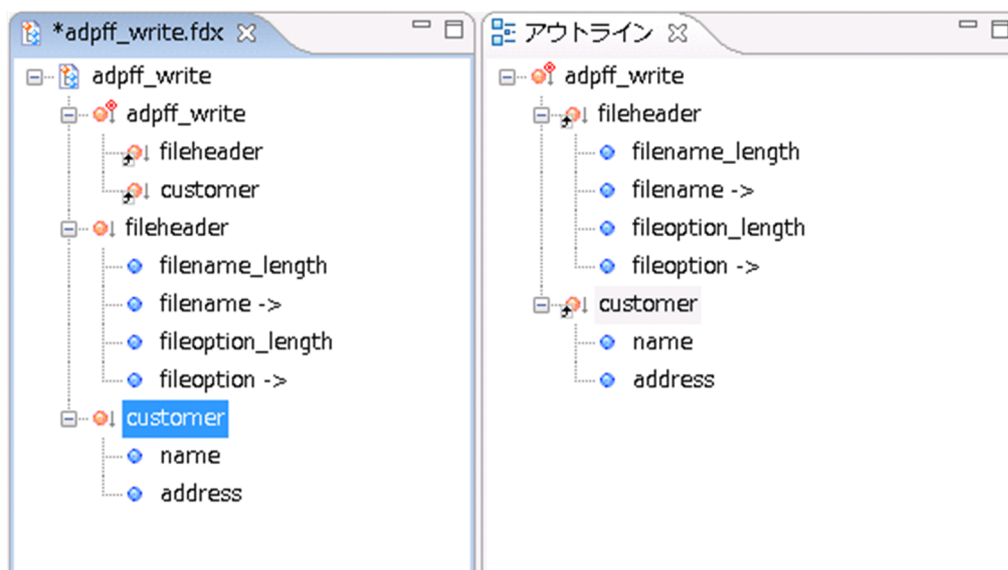 *adpff_write.fdx
adpff_write
adpff_write
fileheader
customer
fileheader
filename_length
filename ->
fileoption_length
fileoption ->
customer
name
address
アウトライン
adpff_write
fileheader
filename_length
filename ->
fileoption_length
fileoption ->
customer
name
address